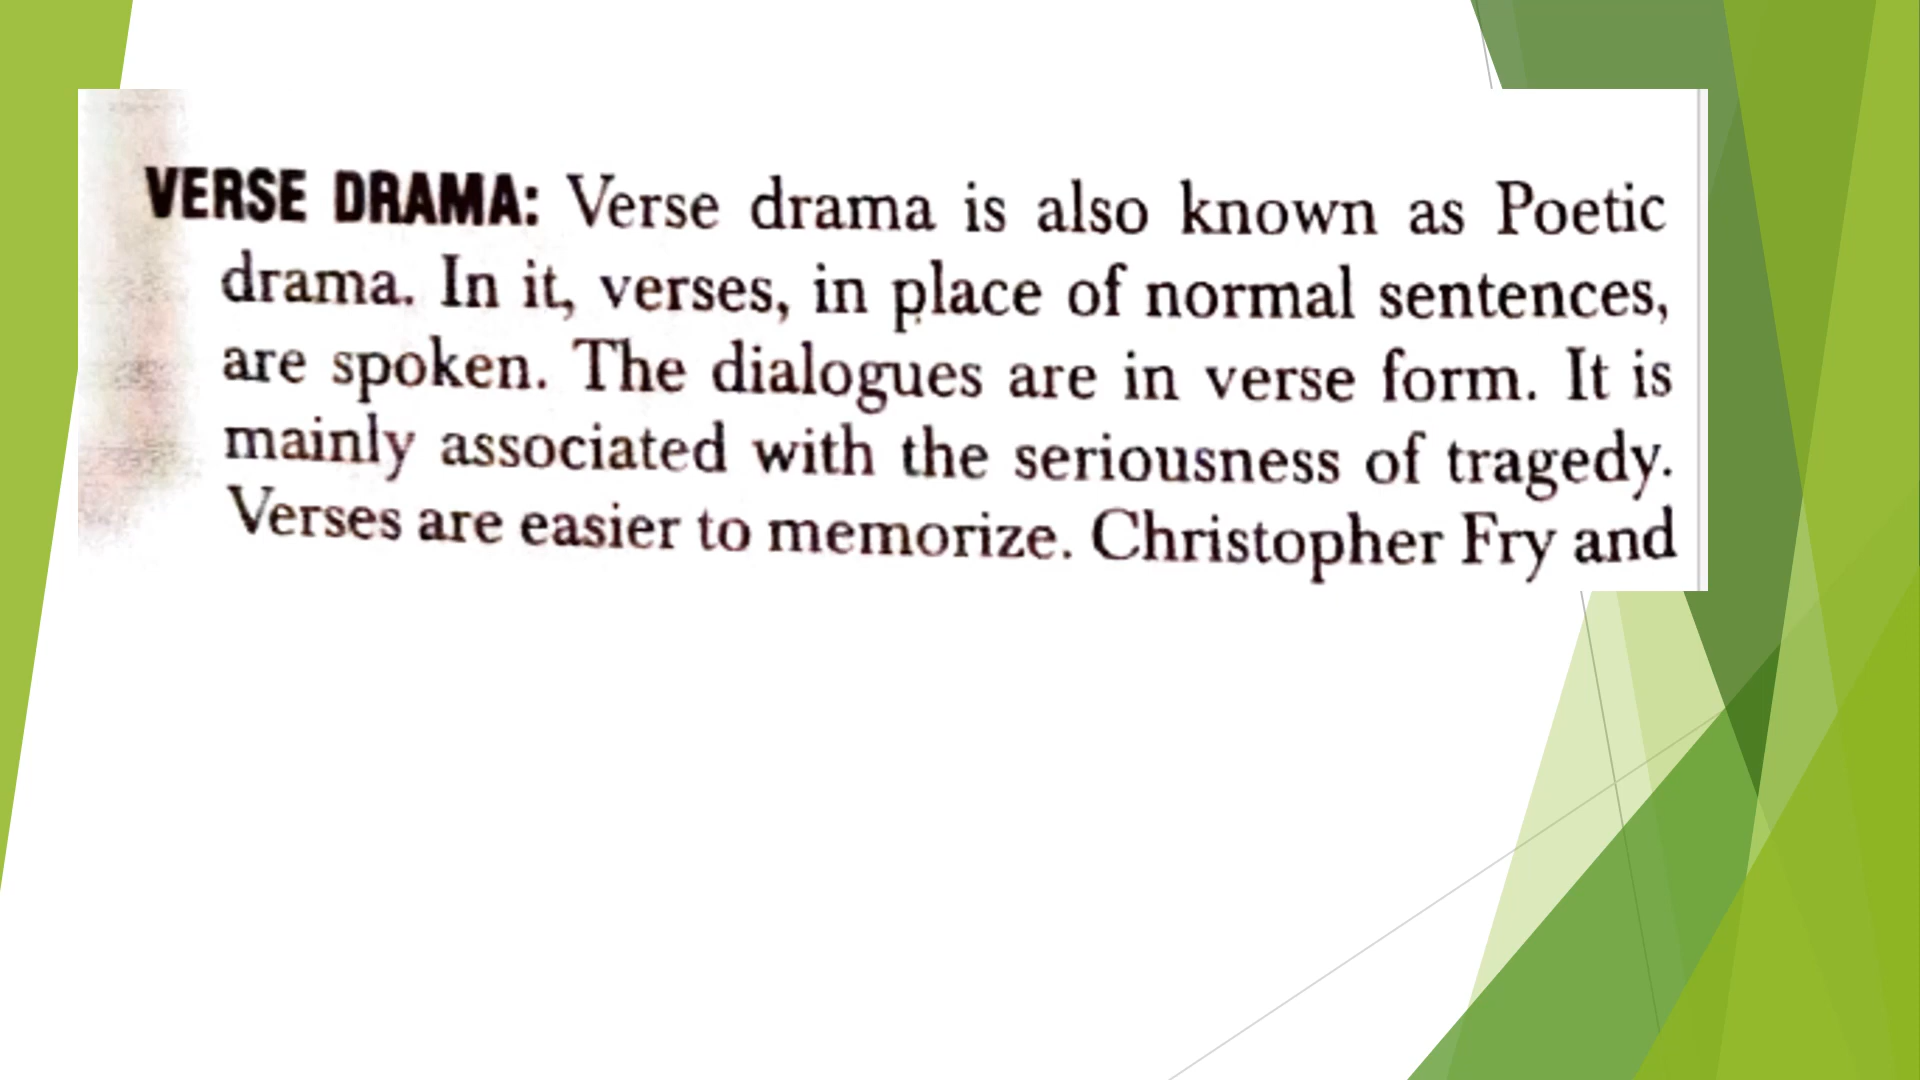 VERSE DRAMA: Verse drama is also known as Poetic
drama. In it, verses, in place of normal sentences,
are spoken. The dialogues are in verse form. It is
mainly associated with the seriousness of tragedy.
Verses are easier to memorize. Christopher Fry and